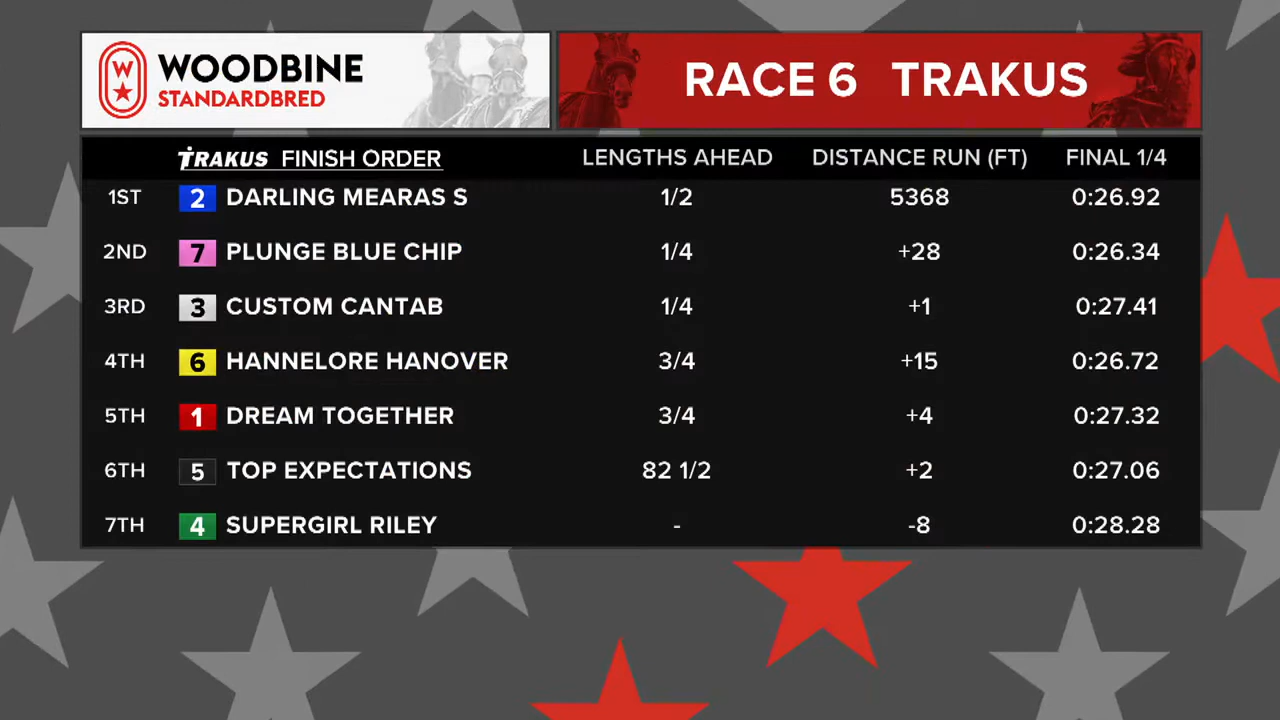 W
WOODBINE
STANDARDBRED
RACE 6 TRAKUS
TRAKUS FINISH ORDER LENGTHS AHEAD DISTANCE RUN (FT) FINAL 1/4
1ST 2 DARLING MEARAS S 1/2 5368 0:26.92
2ND 7 PLUNGE BLUE CHIP 1/4 +28 0:26.34
3RD 3 CUSTOM CANTAB 1/4 +1 0:27.41
4TH 6 HANNELORE HANOVER 3/4 +15 0:26.72
5TH 1 DREAM TOGETHER 3/4 +4 0:27.32
6TH 5 TOP EXPECTATIONS 82 1/2 +2 0:27.06
7TH 4 SUPERGIRL RILEY - -8 0:28.28